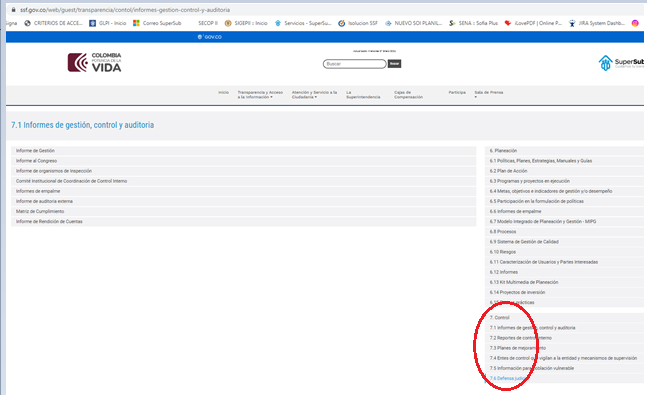 ssf.gov.co/web/guest/transparencia/contol/informes-gestion-control-y-auditoria
Signa CRITERIOS DE ACCE... GLPI - Inicio Correo SuperSub SECOP II SIGEPII :: Inicio Servicios - SuperSu... Isolucion SSF NUEVO SOI PLANIL... SENA :: Sofia Plus iLovePDF | Online P... JIRA System Dashb...
GOV.CO
COLOMBIA
POTENCIA DE LA
VIDA
Buscar Buscar
SuperSub
Inicio Transparencia y Acceso a la Información Atención y Servicio a la Ciudadanía La Superintendencia Cajas de Compensación Participa Sala de Prensa
7.1 Informes de gestión, control y auditoria
Informe de Gestión
Informe al Congreso
Informe de organismos de inspección
Comité Institucional de Coordinación de Control Interno
Informes de empalme
Informe de auditoria externa
Matriz de Cumplimiento
Informe de Rendición de Cuentas
6. Planeación
6.1 Políticas, Planes, Estrategias, Manuales y Guías
6.2 Plan de Acción
6.3 Programas y proyectos en ejecución
6.4 Metas, objetivos e indicadores de gestión y/o desempeño
6.5 Participación en la formulación de políticas
6.6 Informes de empalme
6.7 Modelo Integrado de Planeación y Gestión - MIPG
6.8 Procesos
6.9 Sistema de Gestión de Calidad
6.10 Riesgos
6.11 Caracterización de Usuarios y Partes Interesadas
6.12 Informes
6.13 Kit Multimedia de Planeación
6.14 Proyectos de Inversión
6.15 prácticas
7. Control
7.1 Informes de gestión, control y auditoria
7.2 Reportes de control interno
7.3 Planes de mejoramiento
7.4 Entes de control que vigilan a la entidad y mecanismos de supervisión
7.5 Información para población vulnerable
7.6 Defensa judicial